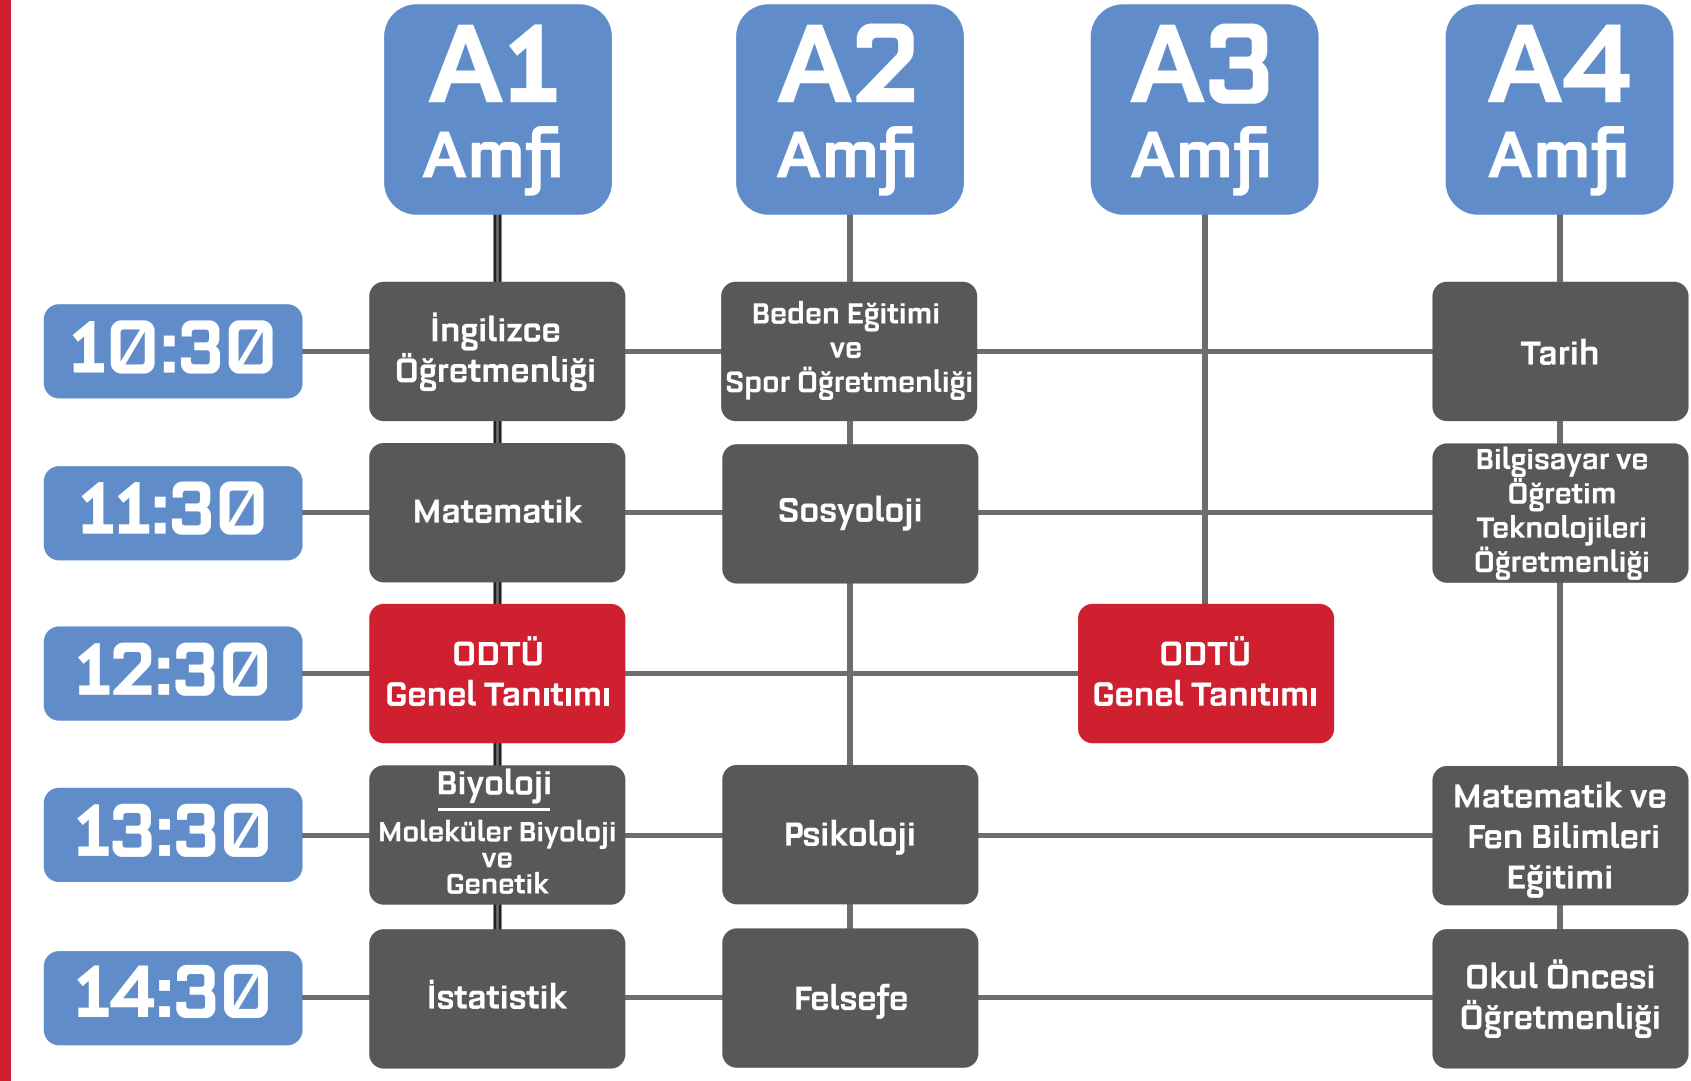 A1
Amfi
A2
Amfi
A3
Amfi
A4
Amfi
10:30
İngilizce
Öğretmenliği
Beden Eğitimi
ve
Spor Öğretmenliği
Tarih
11:30
Matematik
Sosyoloji
Bilgisayar ve
Öğretim
Teknolojileri
Öğretmenliği
12:30
ODTÜ
Genel Tanıtımı
ODTÜ
Genel Tanıtımı
13:30
Biyoloji
Moleküler Biyoloji
ve
Genetik
Psikoloji
Matematik ve
Fen Bilimleri
Eğitimi
14:30
İstatistik
Felsefe
Okul Öncesi
Öğretmenliği